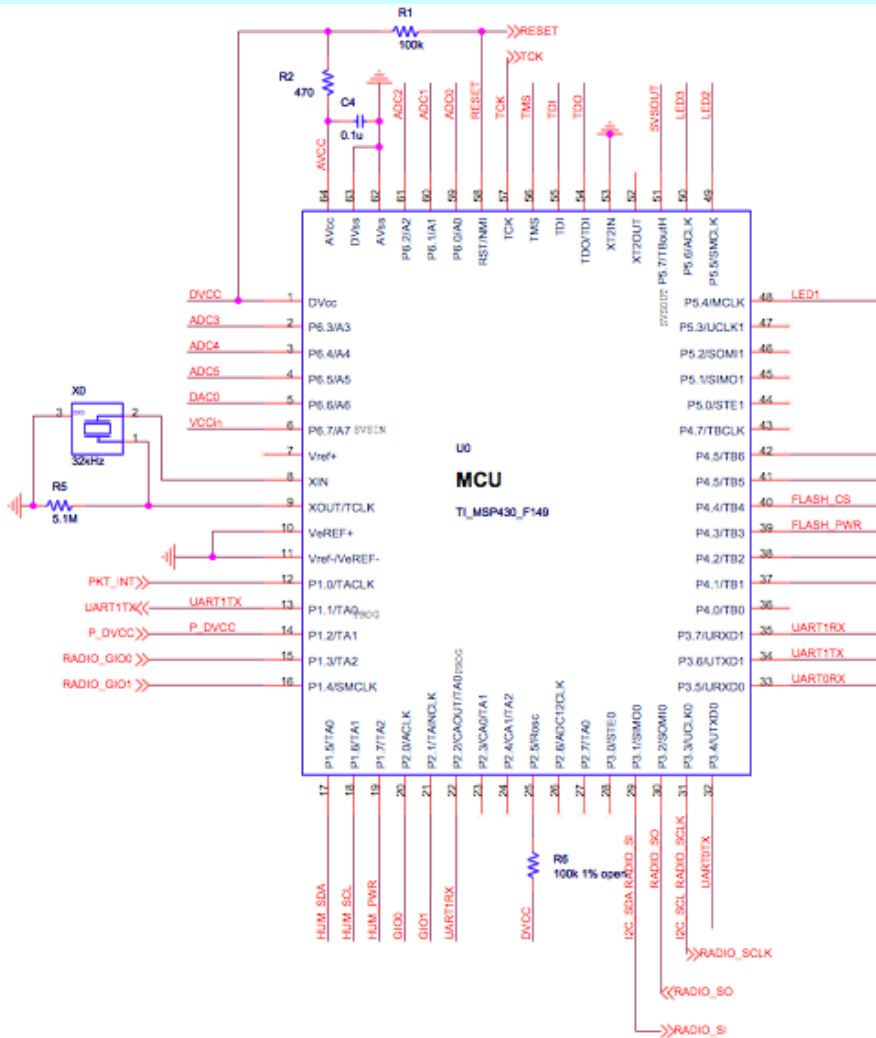 R1
100k
RESET
TCK
R2
470
C4
0.1u
AVCC
ADC2
ADC1
ADC0
RESET
TCK
TMS
TDI
TDO
SVSOUT
LED3
LED2
64
63
62
61
60
59
58
57
56
55
54
53
52
51
50
49
AVcc
DVss
AVss
P6.2/A2
P6.1/A1
P6.0/A0
RST/NMI
TCK
TMS
TDI
TDO/TDI
XT2IN
XT2OUT
P5.7/TBoutH
SVSOUT
P5.6/ACLK
P5.5/SMCLK
DVCC 1 DVcc
ADC3 2 P6.3/A3
ADC4 3 P6.4/A4
ADC5 4 P6.5/A5
DAC0 5 P6.6/A6
VCCin 6 P6.7/A7 SVSIN
7 Vref+
8 XIN
9 XOUT/TCLK
10 VeREF+
11 Vref-/VeREF-
PKT_INT 12 P1.0/TACLK
UART1TX UART1TX 13 P1.1/TA0 PROG
P_DVCC P_DVCC 14 P1.2/TA1
RADIO_GIO0 15 P1.3/TA2
RADIO_GIO1 16 P1.4/SMCLK
X0
3
2
1
32kHz
R5
5.1M
U0
MCU
TI_MSP430_F149
P5.4/MCLK 48 LED1
P5.3/UCLK1 47
P5.2/SOMI1 46
P5.1/SIMO1 45
P5.0/STE1 44
P4.7/TBCLK 43
P4.5/TB6 42
P4.5/TB5 41
P4.4/TB4 40 FLASH_CS
P4.3/TB3 39 FLASH_PWR
P4.2/TB2 38
P4.1/TB1 37
P4.0/TB0 36
P3.7/URXD1 35 UART1RX
P3.6/UTXD1 34 UART1TX
P3.5/URXD0 33 UART0RX
P1.5/TA0
P1.6/TA1
P1.7/TA2
P2.0/ACLK
P2.1/TAINCLK
P2.2/CAOUT/TA0 PROG
P2.3/CA0/TA1
P2.4/CA1/TA2
P2.5/Rosc
P2.6/ADC12CLK
P2.7/TA0
P3.0/STE0
P3.1/SIMO0
P3.2/SOMI0
P3.3/UCLK0
P3.4/UTXD0
17
18
19
20
21
22
23
24
25
26
27
28
29
30
31
32
HUM_SDA
HUM_SCL
HUM_PWR
GIO0
GIO1
UART1RX
R6
100k 1% open
DVCC
I2C_SDA RADIO_SI
RADIO_SO
I2C_SCL RADIO_SCLK
UART0TX
RADIO_SCLK
RADIO_SO
RADIO_SI